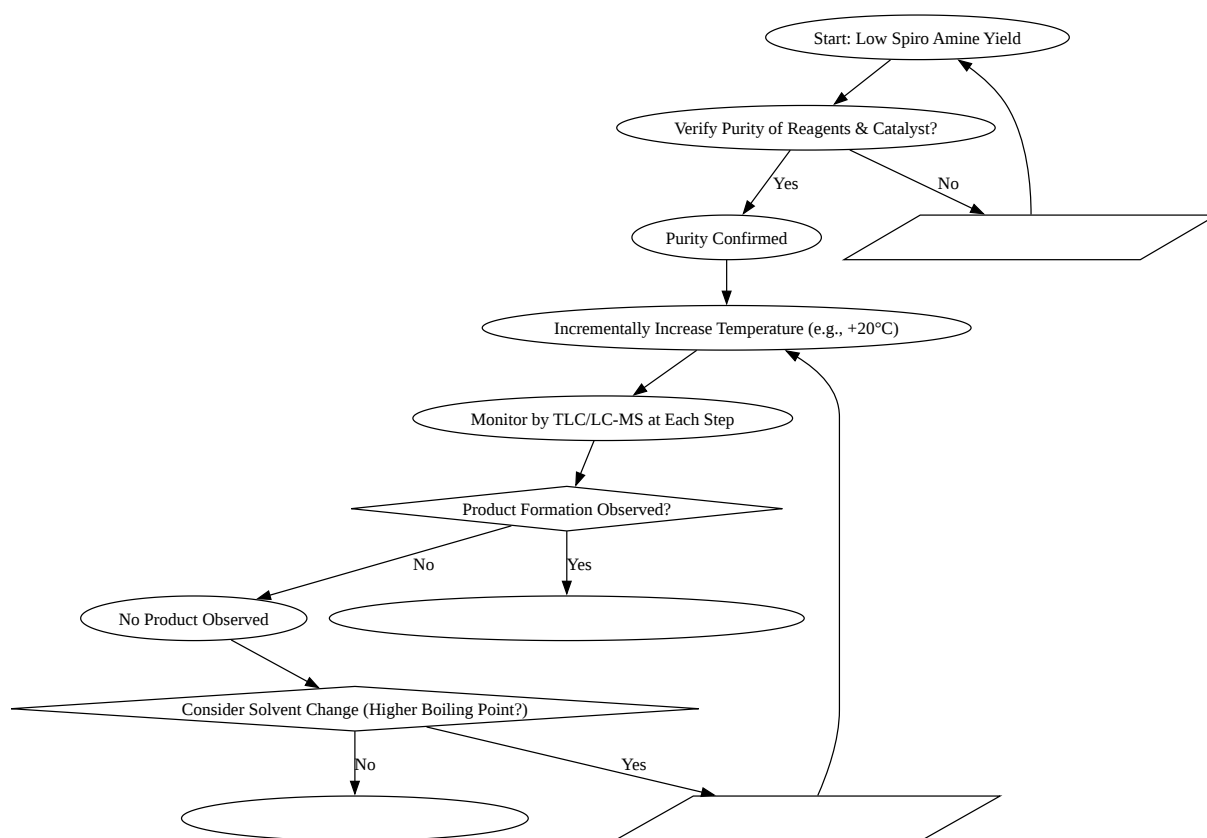 Start: Low Spiro Amine Yield
Verify Purity of Reagents & Catalyst?
Yes
No
Purity Confirmed
Incrementally Increase Temperature (e.g., +20°C)
Monitor by TLC/LC-MS at Each Step
Product Formation Observed?
No
Yes
No Product Observed
Consider Solvent Change (Higher Boiling Point?)
No
Yes